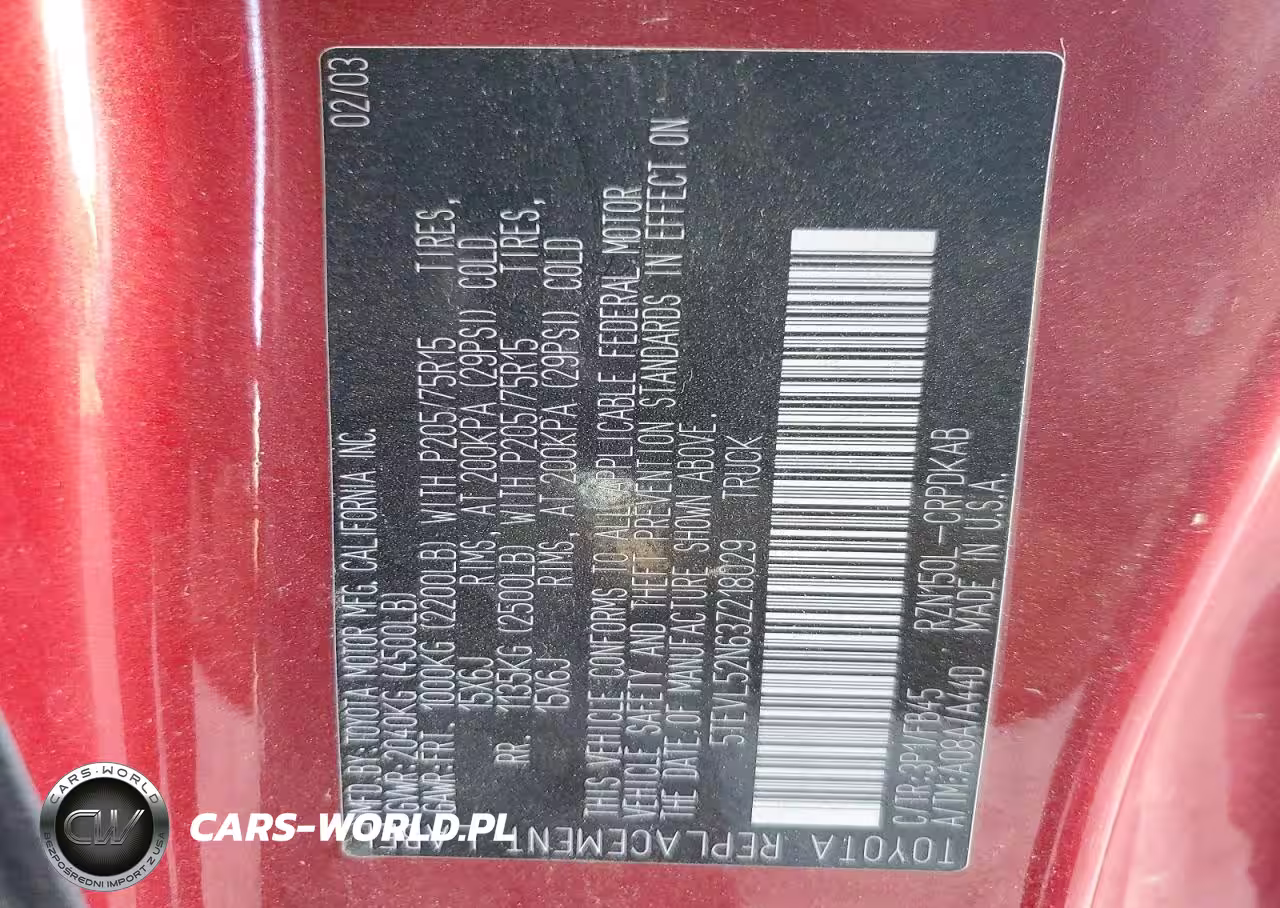 MFD.BY:TOYOTA MOTOR MFG. CALIFORNIA INC. 02/03
GWR:2040KG (4500LB)
GAWR:FRT. 1000KG (2200LB) WITH P205/75R15 TIRES,
15X6J RIMS, AT 200KPA (29PSI) COLD
RR. 1135KG (2500LB) WITH P205/75R15 TIRES,
15X6J RIMS, AT 200KPA (29PSI) COLD
THIS VEHICLE CONFORMS TO ALL APPLICABLE FEDERAL MOTOR
VEHICLE SAFETY AND THEFT PREVENTION STANDARDS IN EFFECT ON
THE DATE OF MANUFACTURE SHOWN ABOVE.
5TEVL52N63Z218029 TRUCK
C/TR:3P1/FB45 RZN150L-CRPDKAB
A/TM:A08A/A44D MADE IN U.S.A.
TOYOTA REPLACEMENT LABEL
CARS-WORLD
CW
BEZPOŚREDNI IMPORT Z USA
CARS-WORLD.PL